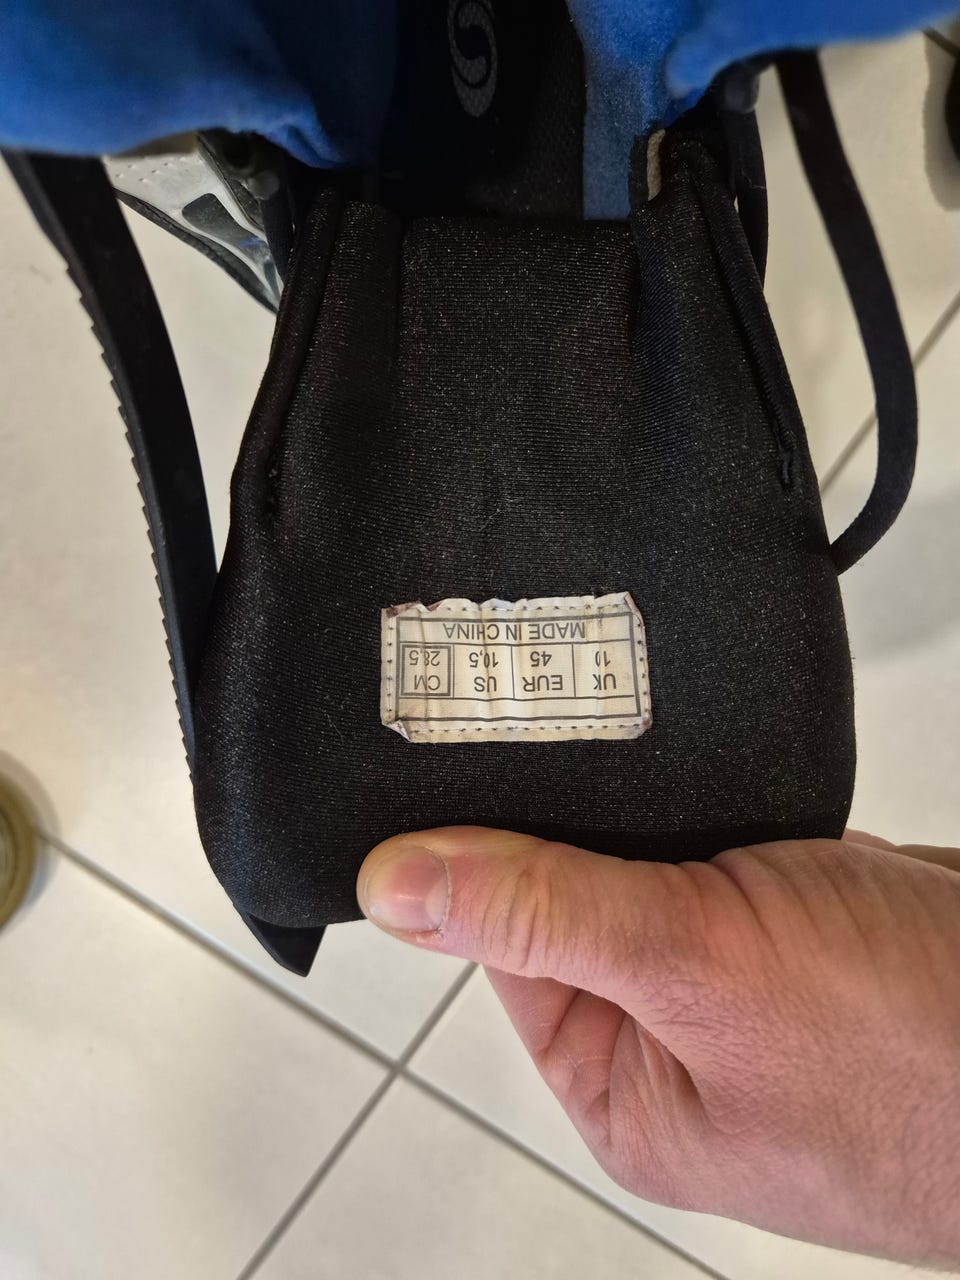 UK EUR US CM
10 45 10,5 28,5
MADE IN CHINA